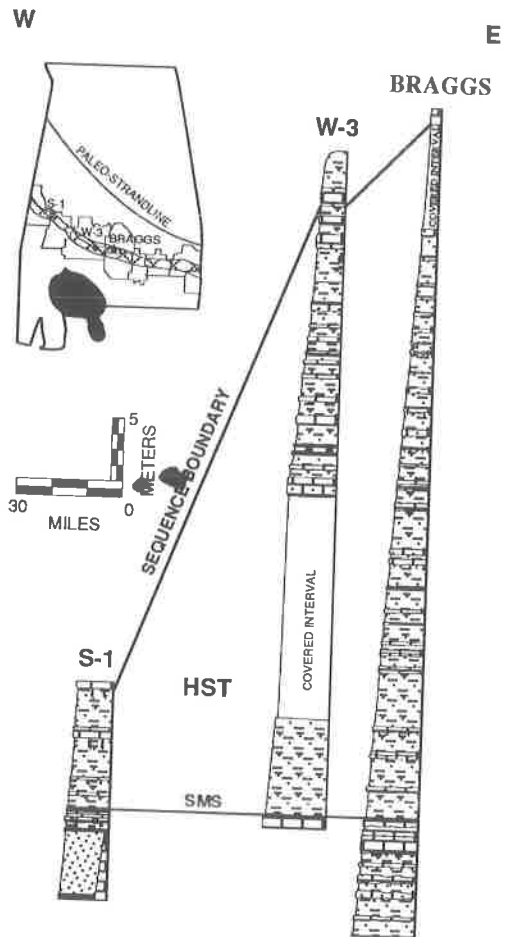 W
E
BRAGGS
W-3
COVERED INTERVAL
PALEO-STRANDLINE
S-1
W-3
BRAGGS
SEQUENCE BOUNDARY
5
METERS
0
30
MILES
COVERED INTERVAL
S-1
HST
SMS